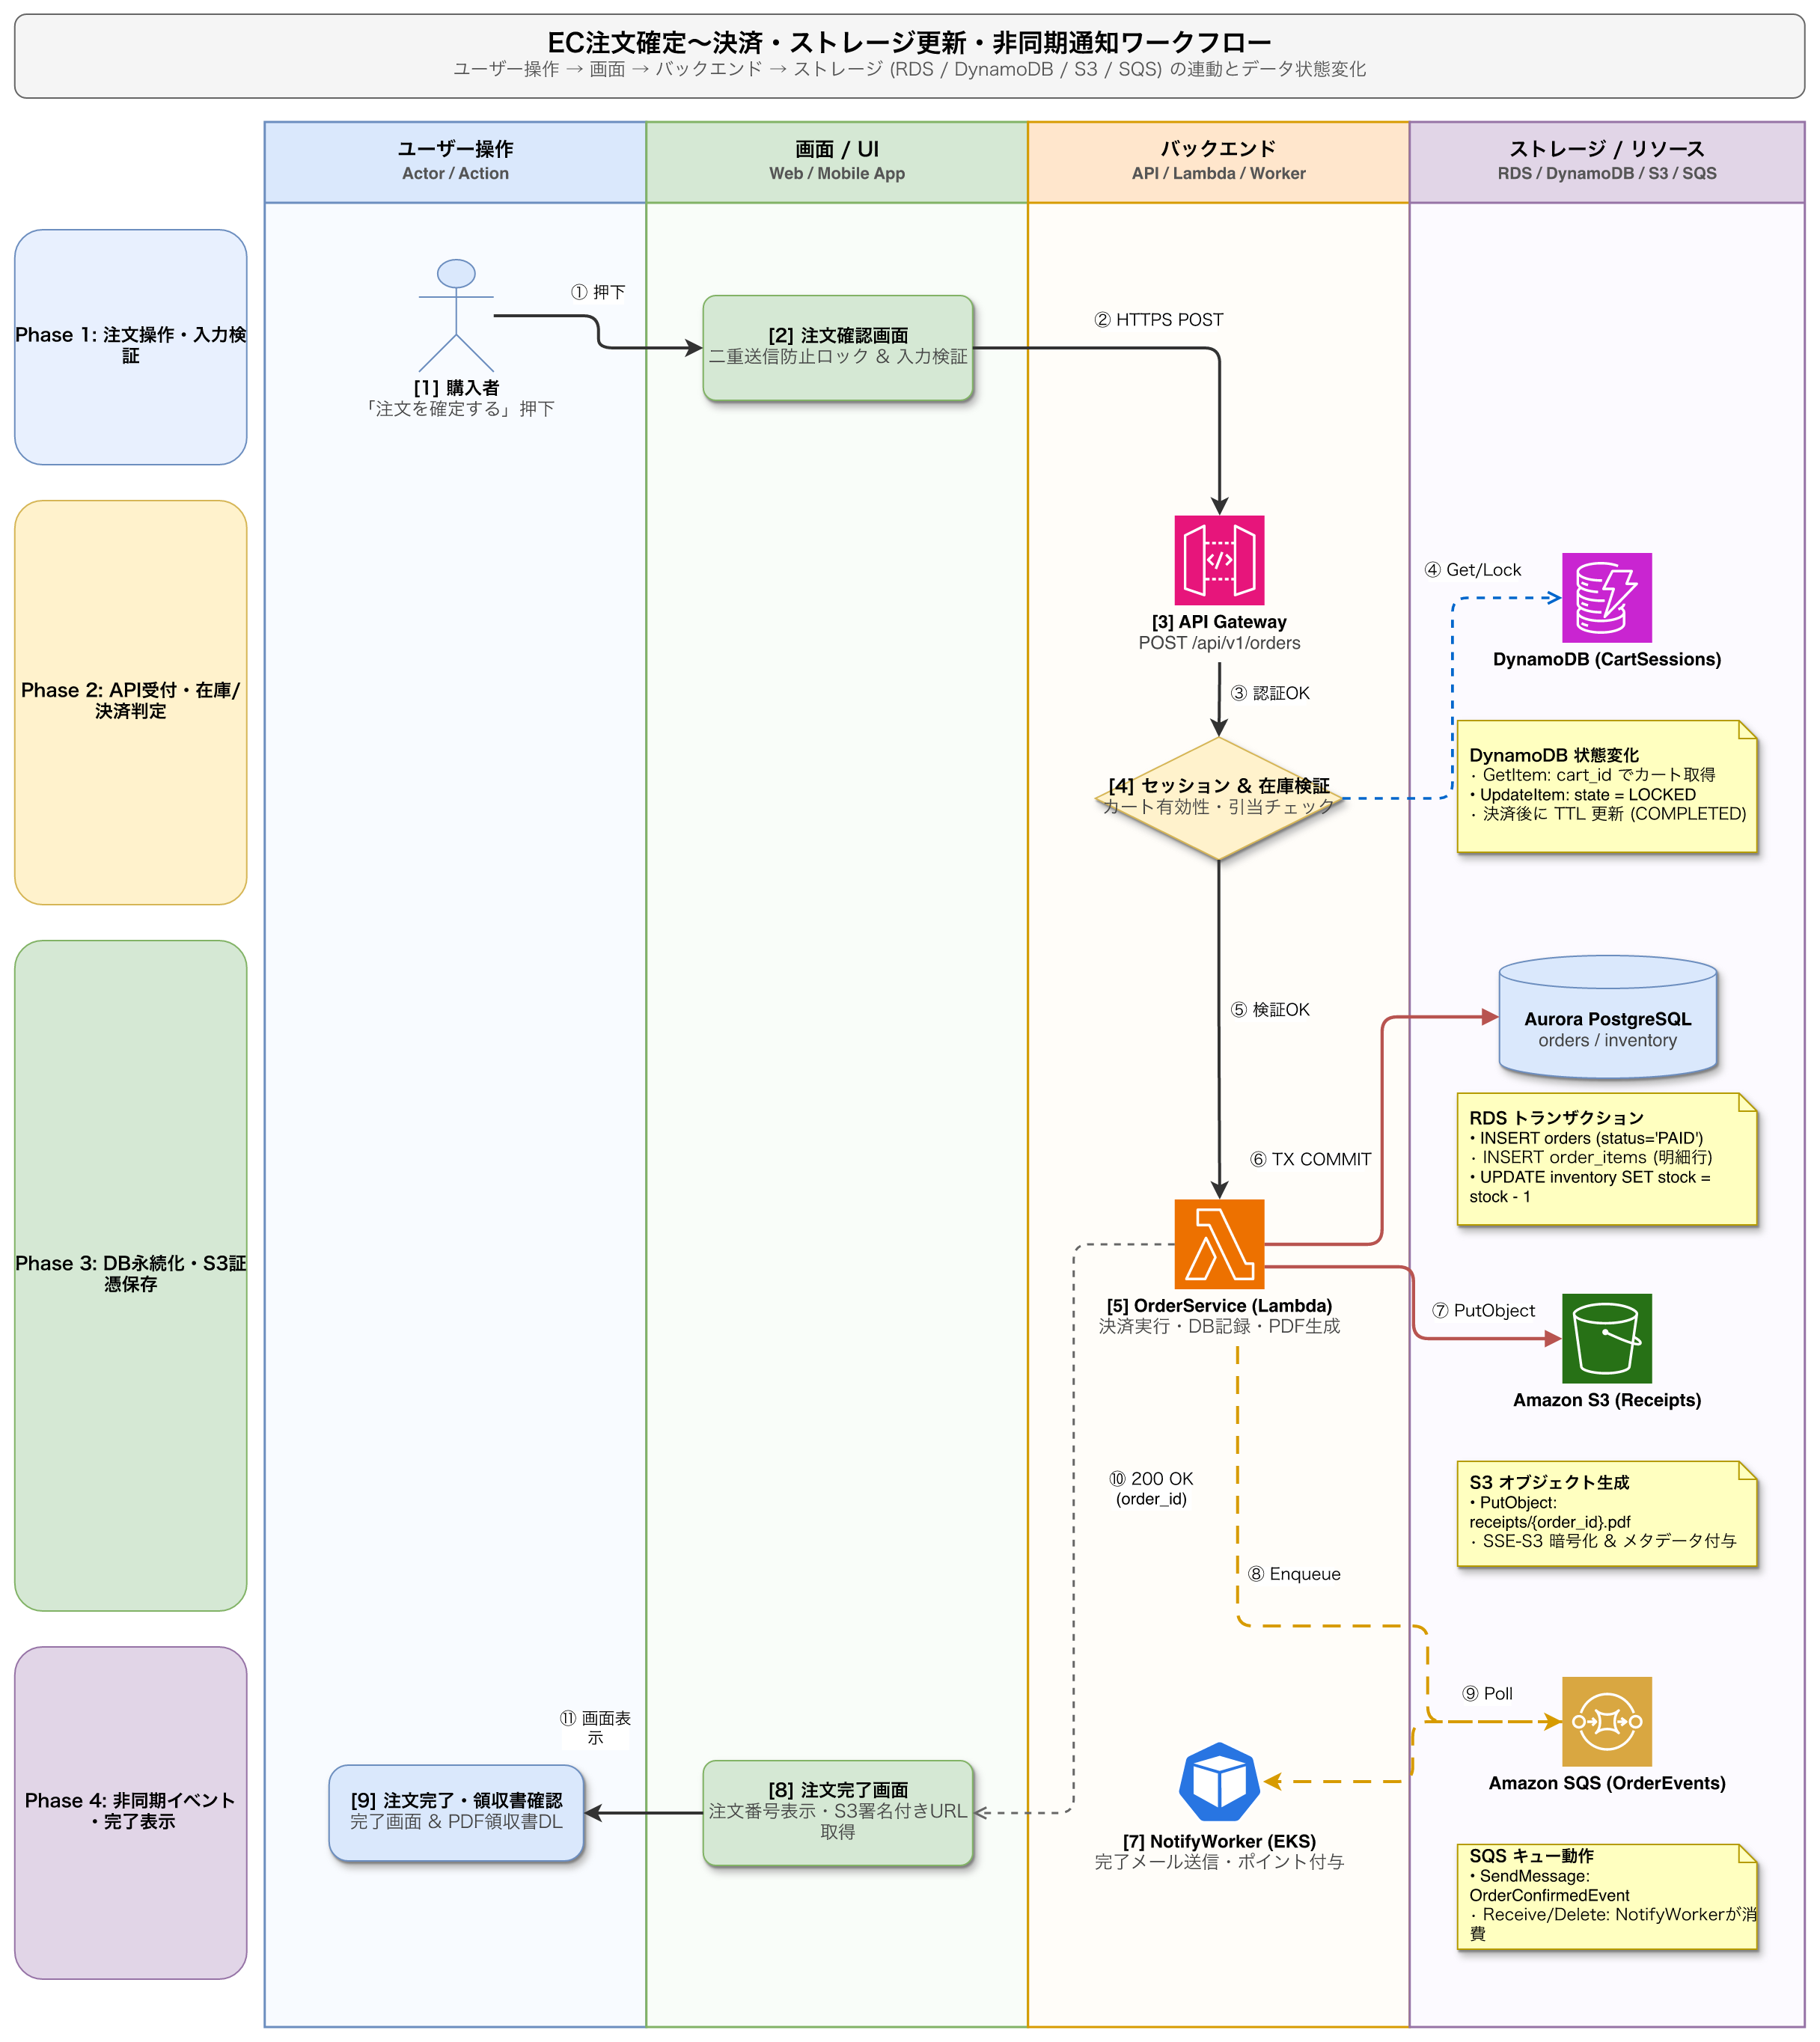 EC注文確定〜決済・ストレージ更新・非同期通知ワークフロー
ユーザー操作 → 画面 → バックエンド → ストレージ (RDS / DynamoDB / S3 / SQS) の連動とデータ状態変化
ユーザー操作
Actor / Action
画面 / UI
Web / Mobile App
バックエンド
API / Lambda / Worker
ストレージ / リソース
RDS / DynamoDB / S3 / SQS
Phase 1: 注文操作・入力検
証
① 押下
[1] 購入者
「注文を確定する」押下
[2] 注文確認画面
二重送信防止ロック & 入力検証
② HTTPS POST
Phase 2: API受付・在庫/
決済判定
[3] API Gateway
POST /api/v1/orders
③ 認証OK
[4] セッション & 在庫検証
カート有効性・引当チェック
④ Get/Lock
DynamoDB (CartSessions)
DynamoDB 状態変化
・GetItem: cart_id でカート取得
• UpdateItem: state = LOCKED
・決済後に TTL 更新 (COMPLETED)
Phase 3: DB永続化・S3証
憑保存
⑤ 検証OK
Aurora PostgreSQL
orders / inventory
⑥ TX COMMIT
RDS トランザクション
• INSERT orders (status='PAID')
・INSERT order_items (明細行)
• UPDATE inventory SET stock =
stock - 1
[5] OrderService (Lambda)
決済実行・DB記録・PDF生成
⑦ PutObject
Amazon S3 (Receipts)
⑩ 200 OK
(order_id)
S3 オブジェクト生成
• PutObject:
receipts/{order_id}.pdf
・SSE-S3 暗号化 & メタデータ付与
⑧ Enqueue
Phase 4: 非同期イベント
・完了表示
⑨ Poll
⑪ 画面表
示
[9] 注文完了・領収書確認
完了画面 & PDF領収書DL
[8] 注文完了画面
注文番号表示・S3署名付きURL
取得
[7] NotifyWorker (EKS)
完了メール送信・ポイント付与
Amazon SQS (OrderEvents)
SQS キュー動作
• SendMessage:
OrderConfirmedEvent
・Receive/Delete: NotifyWorkerが消
費